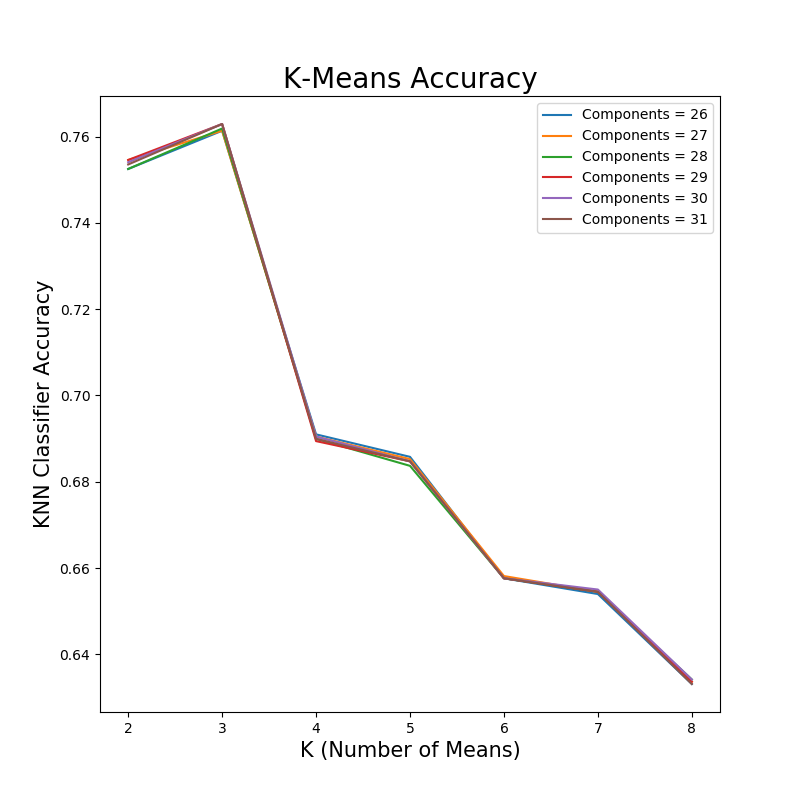 K-Means Accuracy
Components = 26
Components = 27
Components = 28
Components = 29
Components = 30
Components = 31
KNN Classifier Accuracy
0.76
0.74
0.72
0.70
0.68
0.66
0.64
2 3 4 5 6 7 8
K (Number of Means)